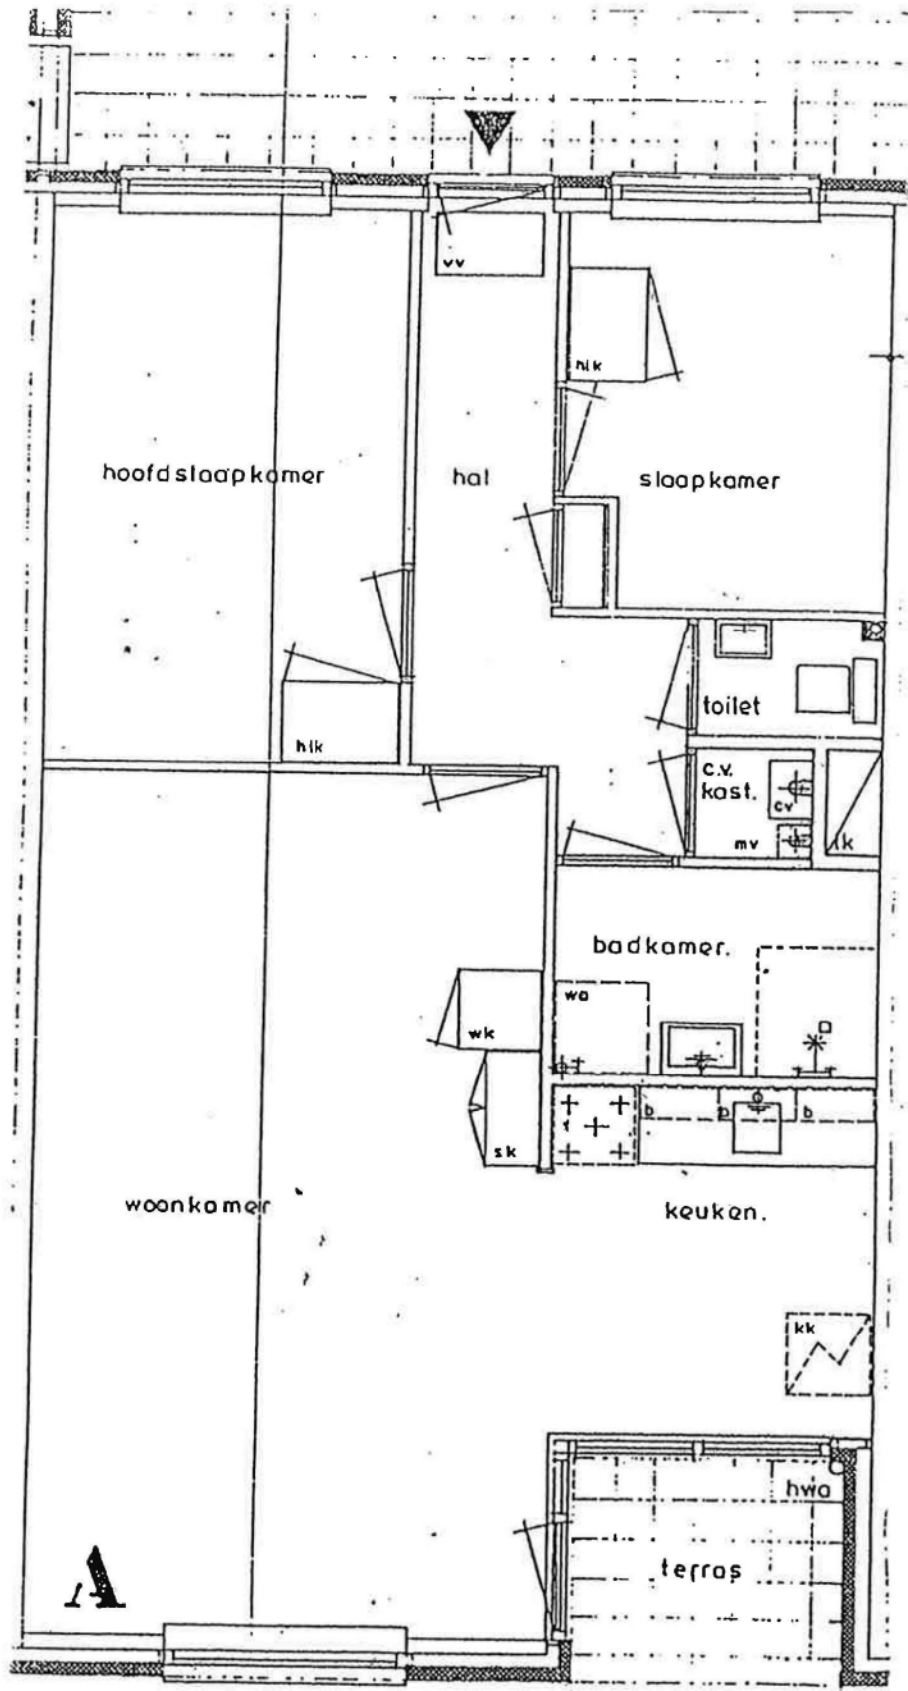 vv
hlk
hoofdslaapkamer
hal
slaapkamer
toilet
hlk
c.v.
kast.
cv
mv
lk
badkamer.
wa
wk
sk
b
b
woonkamer
keuken.
kk
hwa
terras
A